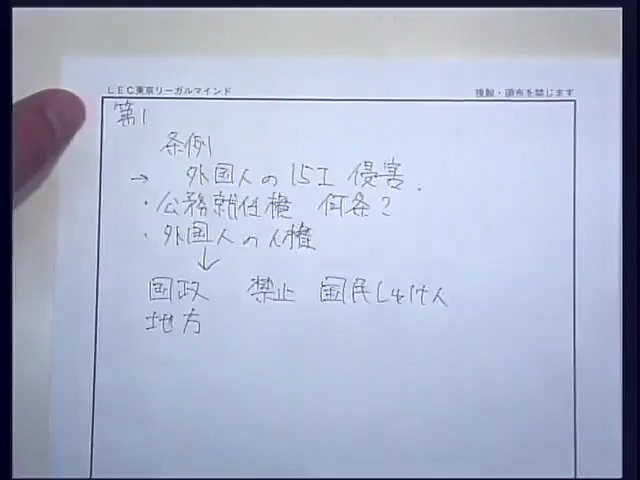 LEC東京リーガルマインド 複製・頒布を禁じます
第1
条例
→ 外国人の15I 侵害.
・公務就任権 何条?
・外国人の人権
↓
国政 禁止 国民しゅけん
地方